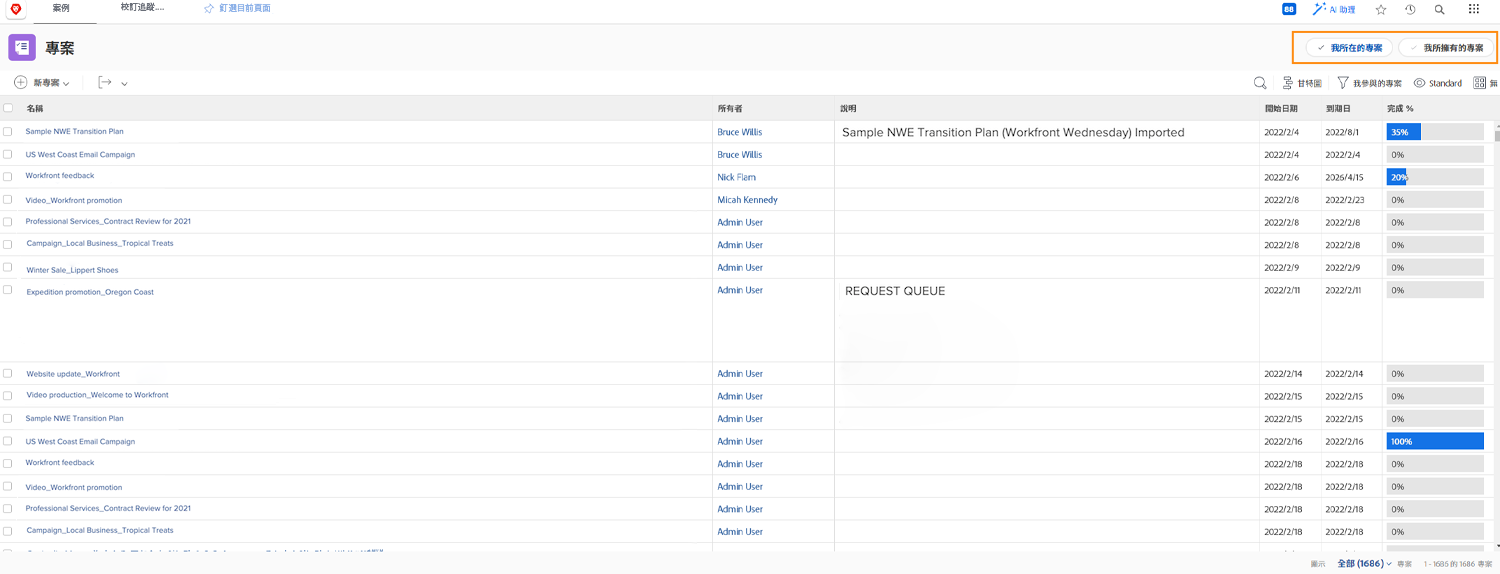 案例 校訂追蹤.... 釘選目前頁面 88 AI 助理
專案 我所在的專案 我所擁有的專案
新專案 甘特圖 我參與的專案 Standard 無
名稱 所有者 說明 開始日期 到期日 完成 %
Sample NWE Transition Plan Bruce Willis Sample NWE Transition Plan (Workfront Wednesday) Imported 2022/2/4 2022/8/1 35%
US West Coast Email Campaign Bruce Willis 2022/2/4 2022/2/4 0%
Workfront feedback Nick Flam 2022/2/6 2026/4/15 20%
Video_Workfront promotion Micah Kennedy 2022/2/8 2022/2/23 0%
Professional Services_Contract Review for 2021 Admin User 2022/2/8 2022/2/8 0%
Campaign_Local Business_Tropical Treats Admin User 2022/2/8 2022/2/8 0%
Winter Sale_Lippert Shoes Admin User 2022/2/9 2022/2/9 0%
Expedition promotion_Oregon Coast Admin User REQUEST QUEUE 2022/2/11 2022/2/11 0%
Website update_Workfront Admin User 2022/2/14 2022/2/14 0%
Video production_Welcome to Workfront Admin User 2022/2/15 2022/2/15 0%
Sample NWE Transition Plan Admin User 2022/2/15 2022/2/15 0%
US West Coast Email Campaign Admin User 2022/2/16 2022/2/16 100%
Workfront feedback Admin User 2022/2/18 2022/2/18 0%
Video_Workfront promotion Admin User 2022/2/18 2022/2/18 0%
Professional Services_Contract Review for 2021 Admin User 2022/2/18 2022/2/18 0%
Campaign_Local Business_Tropical Treats Admin User 2022/2/18 2022/2/18 0%
顯示 全部 (1686) 專案 1 - 1686 的 1686 專案